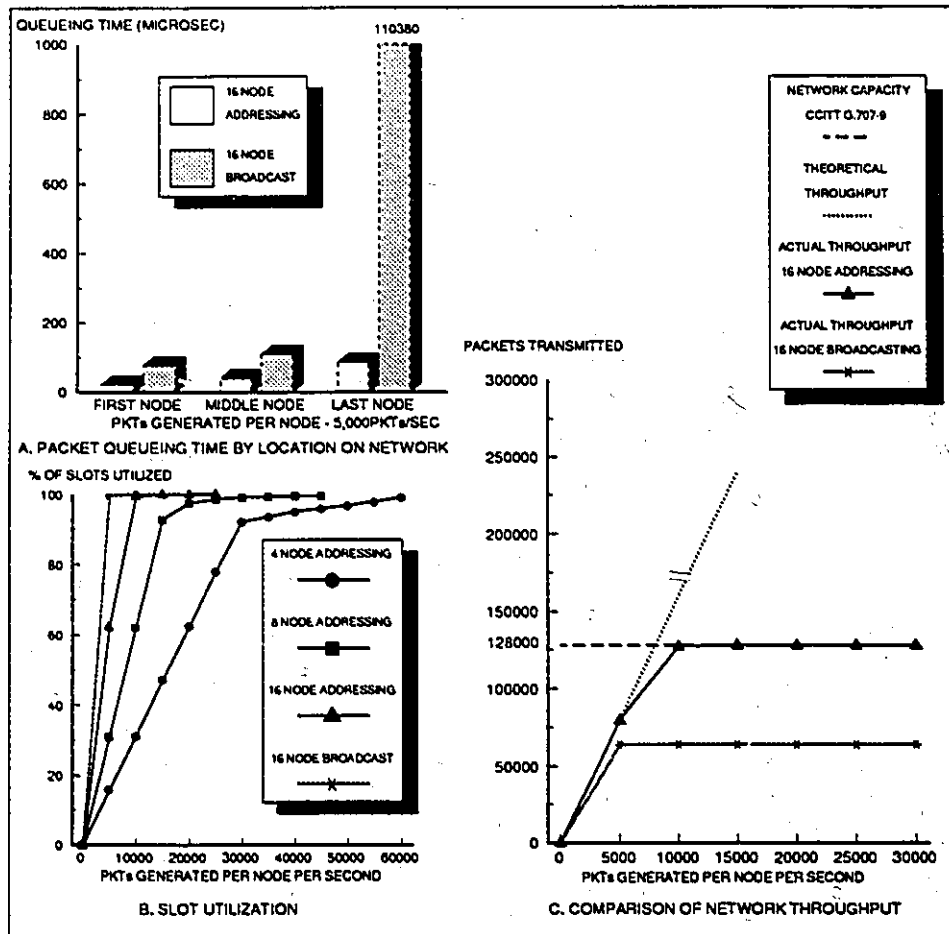 QUEUEING TIME (MICROSEC)
110380
1000
800
600
400
200
0
16 NODE
ADDRESSING
16 NODE
BROADCAST
FIRST NODE MIDDLE NODE LAST NODE
PKTs GENERATED PER NODE - 5,000PKTs/SEC
A. PACKET QUEUEING TIME BY LOCATION ON NETWORK
% OF SLOTS UTILIZED
100
80
60
40
20
0
4 NODE ADDRESSING
8 NODE ADDRESSING
16 NODE ADDRESSING
16 NODE BROADCAST
0 10000 20000 30000 40000 50000 60000
PKTs GENERATED PER NODE PER SECOND
B. SLOT UTILIZATION
NETWORK CAPACITY
CCITT G.707-9
THEORETICAL
THROUGHPUT
ACTUAL THROUGHPUT
16 NODE ADDRESSING
ACTUAL THROUGHPUT
16 NODE BROADCASTING
PACKETS TRANSMITTED
300000
250000
200000
150000
128000
100000
50000
0
0 5000 10000 15000 20000 25000 30000
PKTs GENERATED PER NODE PER SECOND
C. COMPARISON OF NETWORK THROUGHPUT